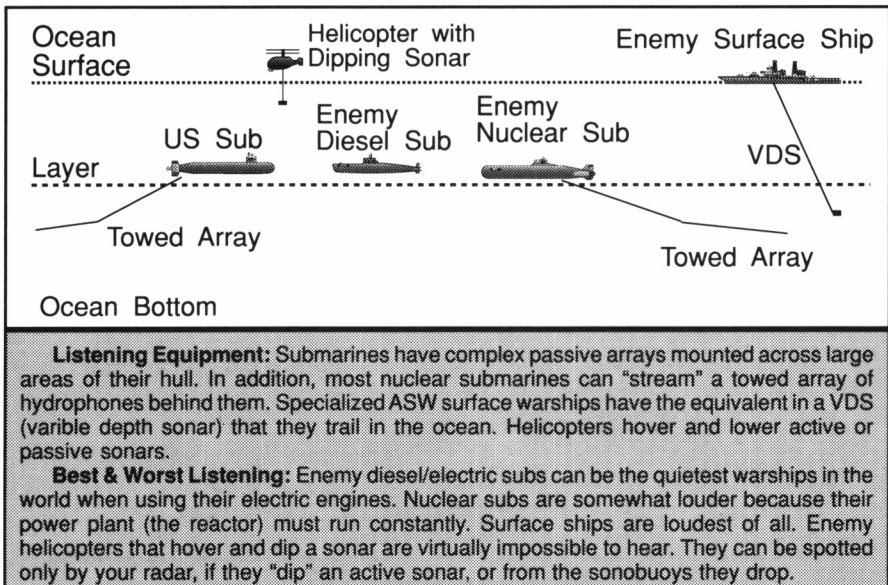 Ocean Surface
Helicopter with Dipping Sonar
Enemy Surface Ship
US Sub
Enemy Diesel Sub
Enemy Nuclear Sub
VDS
Layer
Towed Array
Towed Array
Ocean Bottom
Listening Equipment: Submarines have complex passive arrays mounted across large
areas of their hull. In addition, most nuclear submarines can “stream” a towed array of
hydrophones behind them. Specialized ASW surface warships have the equivalent in a VDS
(varible depth sonar) that they trail in the ocean. Helicopters hover and lower active or
passive sonars.
Best & Worst Listening: Enemy diesel/electric subs can be the quietest warships in the
world when using their electric engines. Nuclear subs are somewhat louder because their
power plant (the reactor) must run constantly. Surface ships are loudest of all. Enemy
helicopters that hover and dip a sonar are virtually impossible to hear. They can be spotted
only by your radar, if they “dip” an active sonar, or from the sonobuoys they drop.